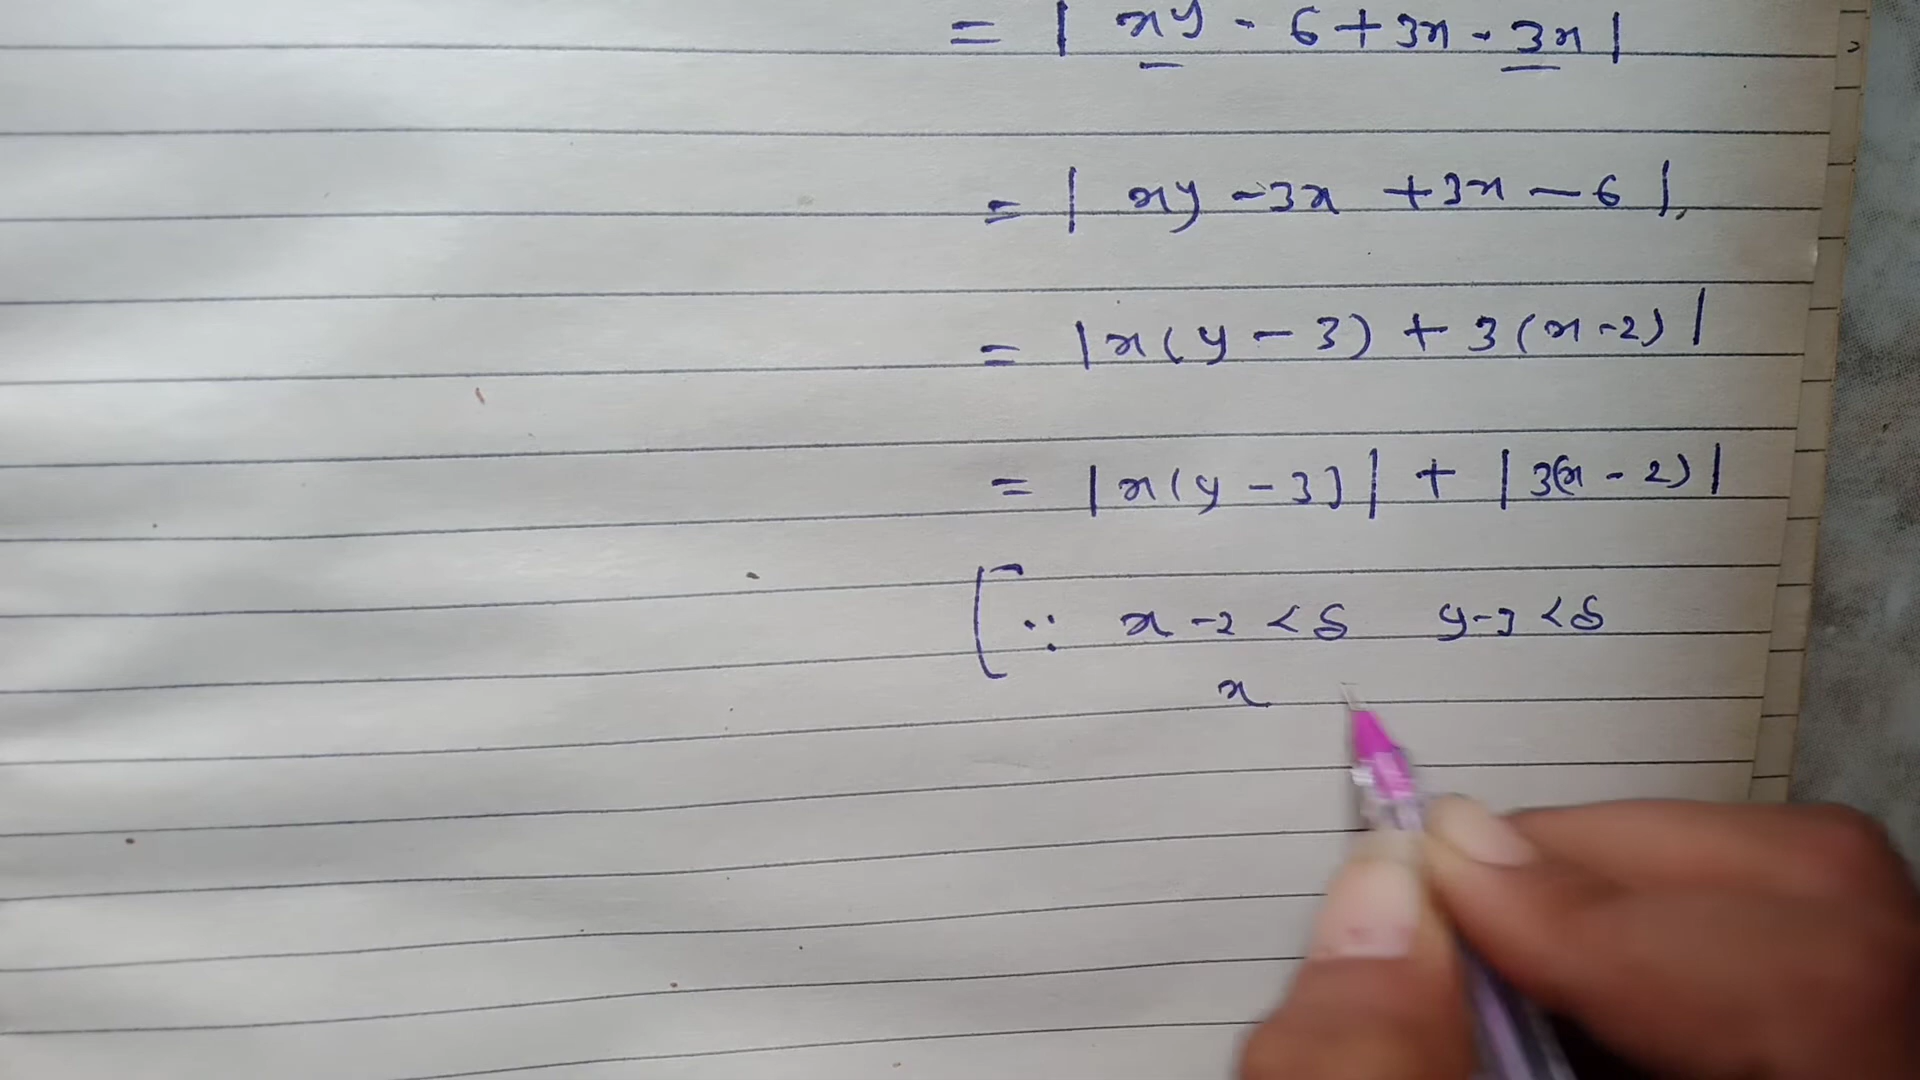 = | xy - 6 + 3x - 3x |
= | xy - 3x + 3x - 6 |
= | x(y - 3) + 3(x - 2) |
= | x(y - 3) | + | 3(x - 2) |
[ ∵ x - 2 < δ y - 3 < δ
x